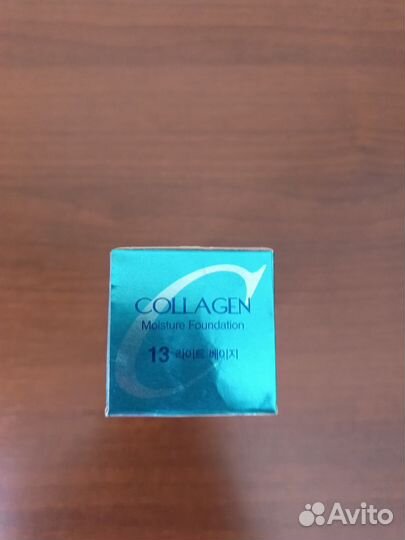 COLLAGEN
Moisture Foundation
13 라이트 베이지
Avito